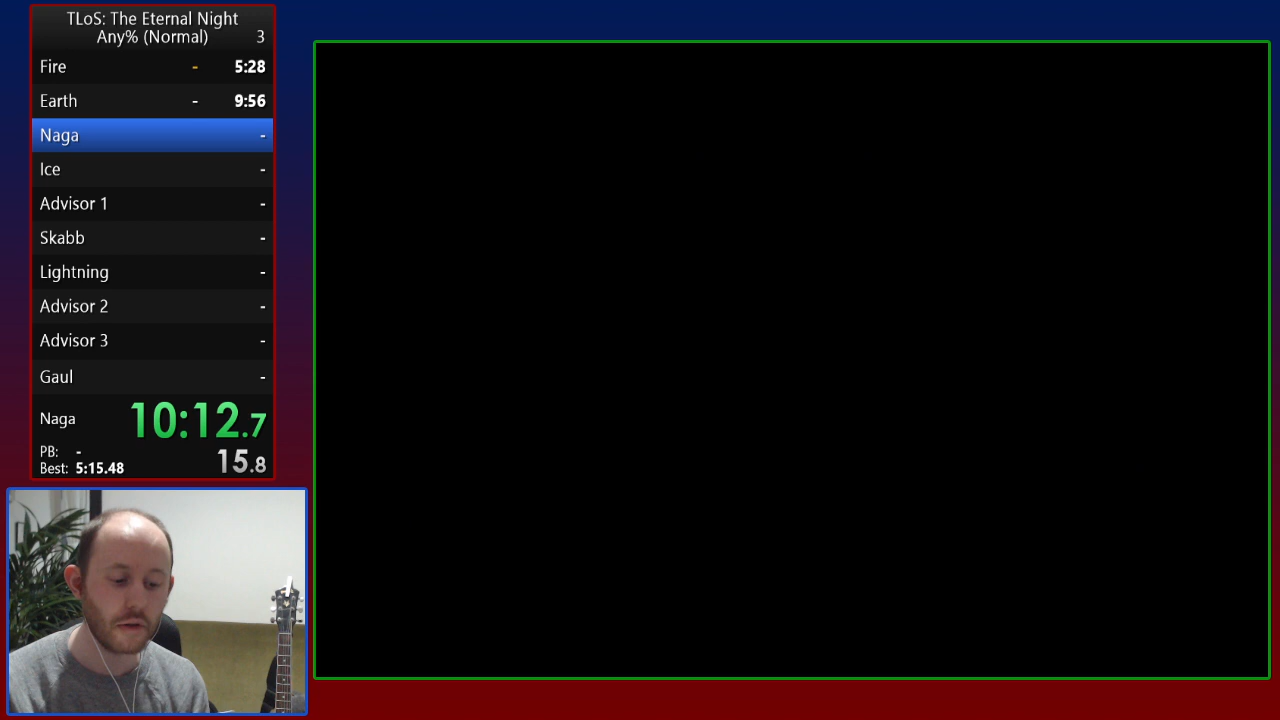 TLoS: The Eternal Night
Any% (Normal) 3
Fire - 5:28
Earth - 9:56
Naga -
Ice -
Advisor 1 -
Skabb -
Lightning -
Advisor 2 -
Advisor 3 -
Gaul -
Naga 10:12.7
PB: -
Best: 5:15.48 15.8